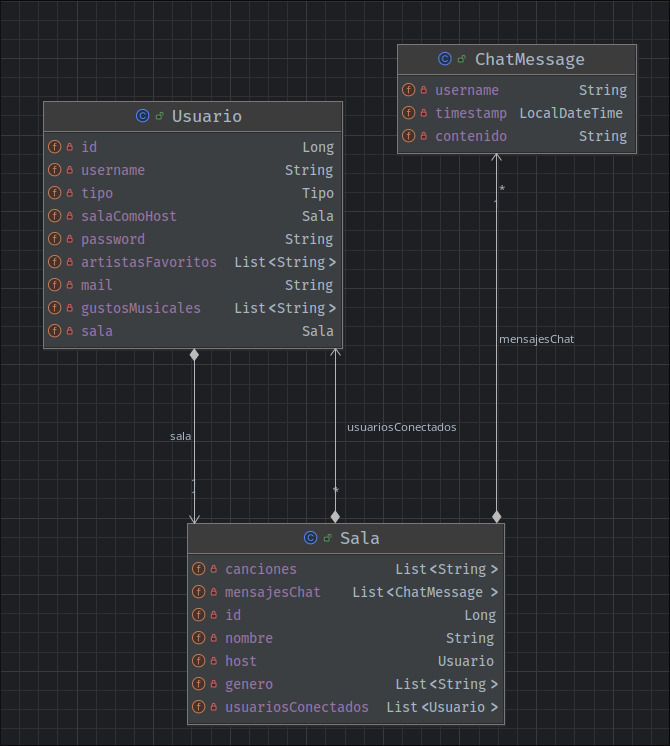 Usuario
id Long
username String
tipo Tipo
salaComoHost Sala
password String
artistasFavoritos List<String>
mail String
gustosMusicales List<String>
sala Sala
ChatMessage
username String
timestamp LocalDateTime
contenido String
*
mensajesChat
usuariosConectados
sala
*
Sala
canciones List<String>
mensajesChat List<ChatMessage>
id Long
nombre String
host Usuario
genero List<String>
usuariosConectados List<Usuario>